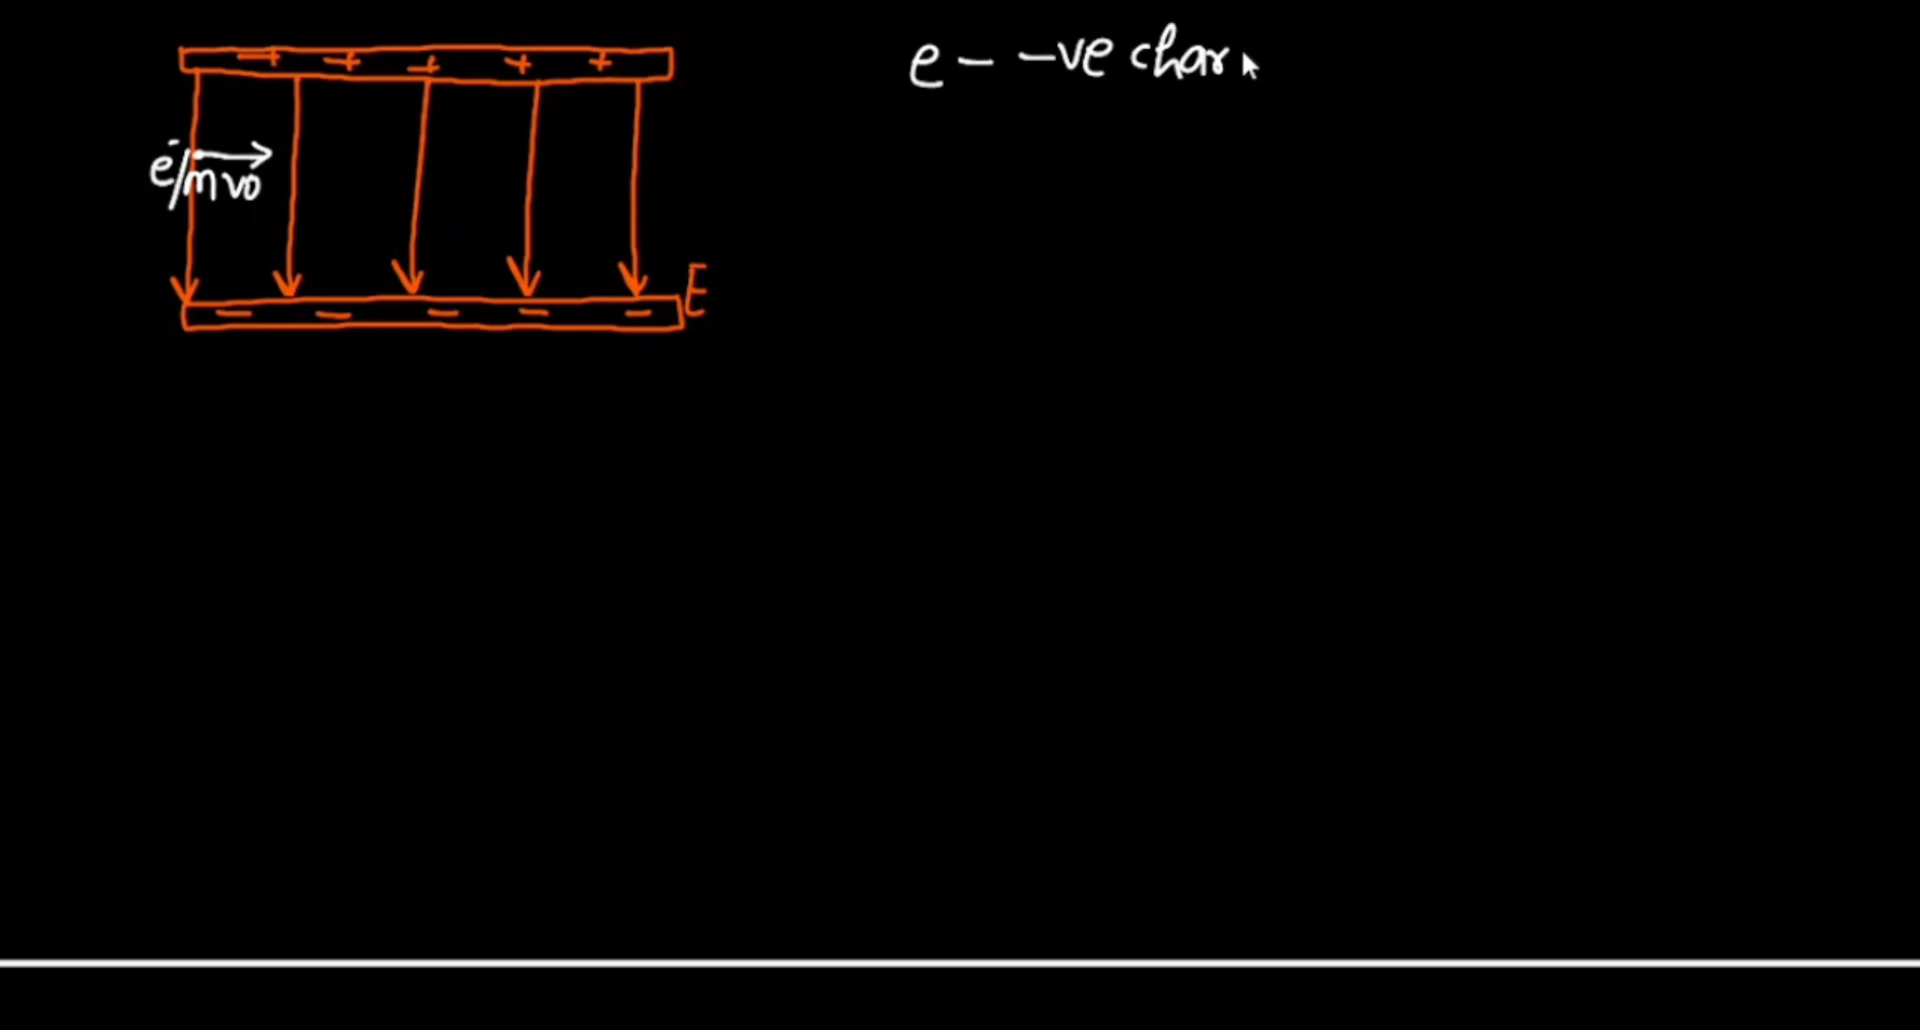 e - -ve char
+ + + + +
e⁻/m v0
E
- - - - -